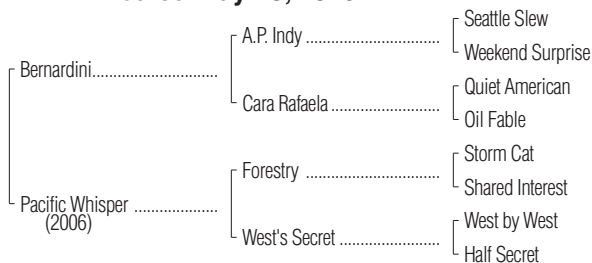 Seattle Slew
A.P. Indy
Weekend Surprise
Bernardini
Quiet American
Cara Rafaela
Oil Fable
Storm Cat
Forestry
Shared Interest
Pacific Whisper
(2006)
West by West
West's Secret
Half Secret